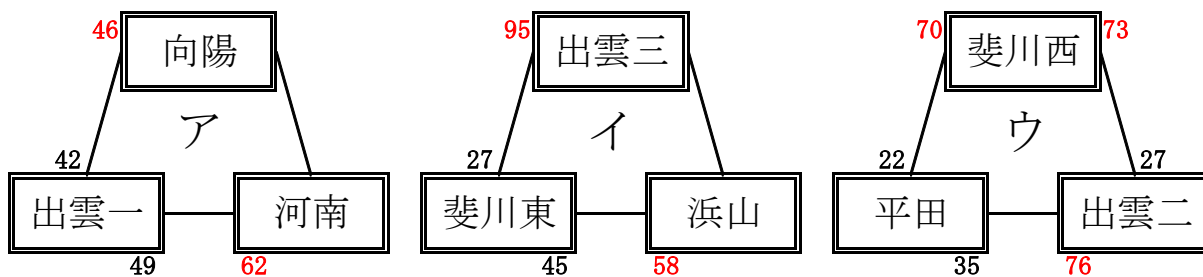 46 向陽 95 出雲三 70 斐川西 73
ア イ ウ
42 27 22 27
出雲一 河南 斐川東 浜山 平田 出雲二
49 62 45 58 35 76